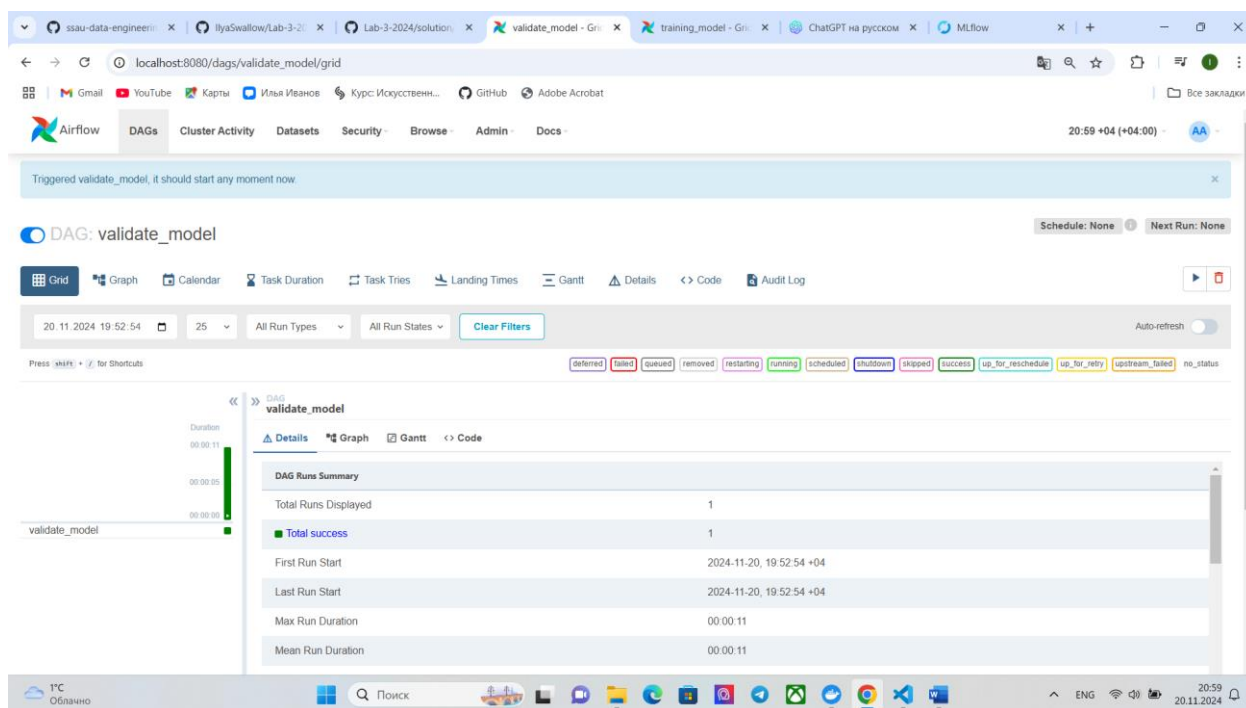 ssau-data-engineerin
IlyaSwallow/Lab-3-20
Lab-3-2024/solution,
validate_model - Gri
training_model - Gri
ChatGPT на русском
MLflow
localhost:8080/dags/validate_model/grid
Gmail YouTube Карты Илья Иванов Курс: Искусственн... GitHub Adobe Acrobat Все закладки
Airflow DAGs Cluster Activity Datasets Security Browse Admin Docs 20:59 +04 (+04:00) AA
Triggered validate_model, it should start any moment now.
DAG: validate_model Schedule: None Next Run: None
Grid Graph Calendar Task Duration Task Tries Landing Times Gantt Details <> Code Audit Log
20.11.2024 19:52:54 25 All Run Types All Run States Clear Filters Auto-refresh
Press shift + / for Shortcuts deferred failed queued removed restarting running scheduled shutdown skipped success up_for_reschedule up_for_retry upstream_failed no_status
DAG
validate_model
Duration
00:00:11
00:00:05
00:00:00
validate_model
Details Graph Gantt <> Code
DAG Runs Summary
Total Runs Displayed 1
Total success 1
First Run Start 2024-11-20, 19:52:54 +04
Last Run Start 2024-11-20, 19:52:54 +04
Max Run Duration 00:00:11
Mean Run Duration 00:00:11
1°C
Облачно
Поиск
ENG
20:59
20.11.2024